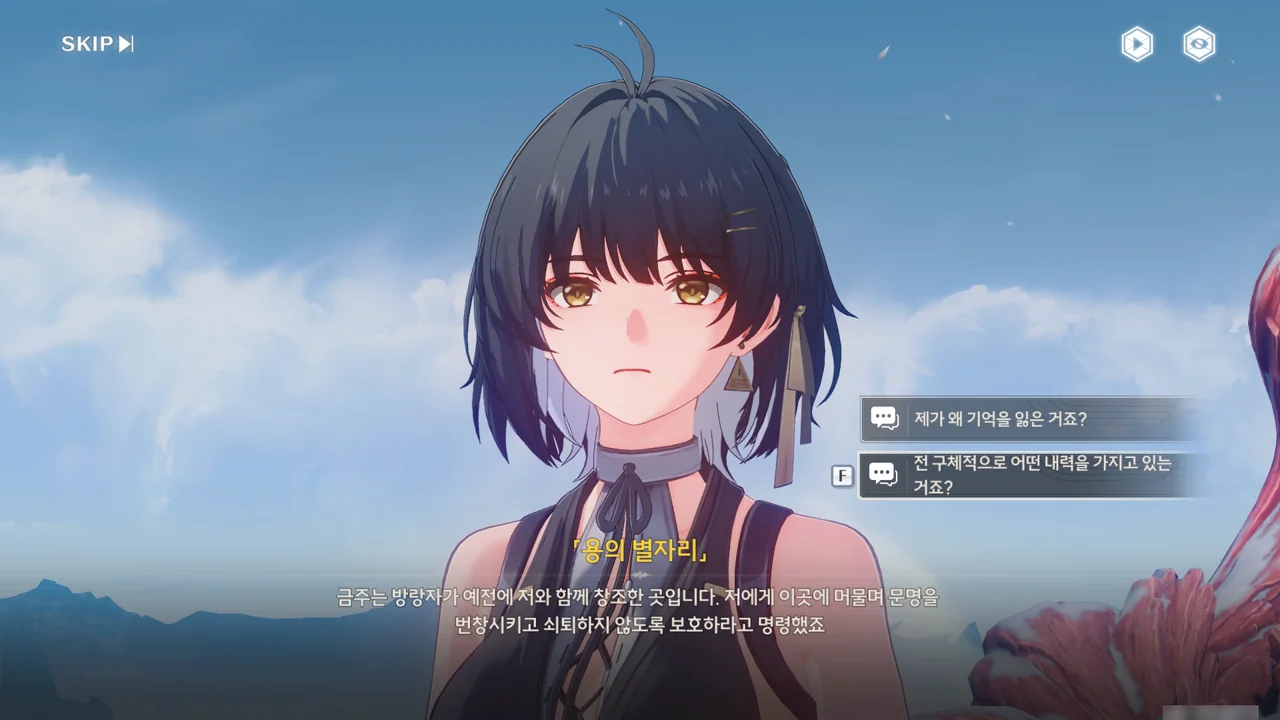 SKIP
제가 왜 기억을 잃은 거죠?
F
전 구체적으로 어떤 내력을 가지고 있는
거죠?
「용의 별자리」
금주는 방랑자가 예전에 저와 함께 창조한 곳입니다. 저에게 이곳에 머물며 문명을
번창시키고 쇠퇴하지 않도록 보호하라고 명령했죠